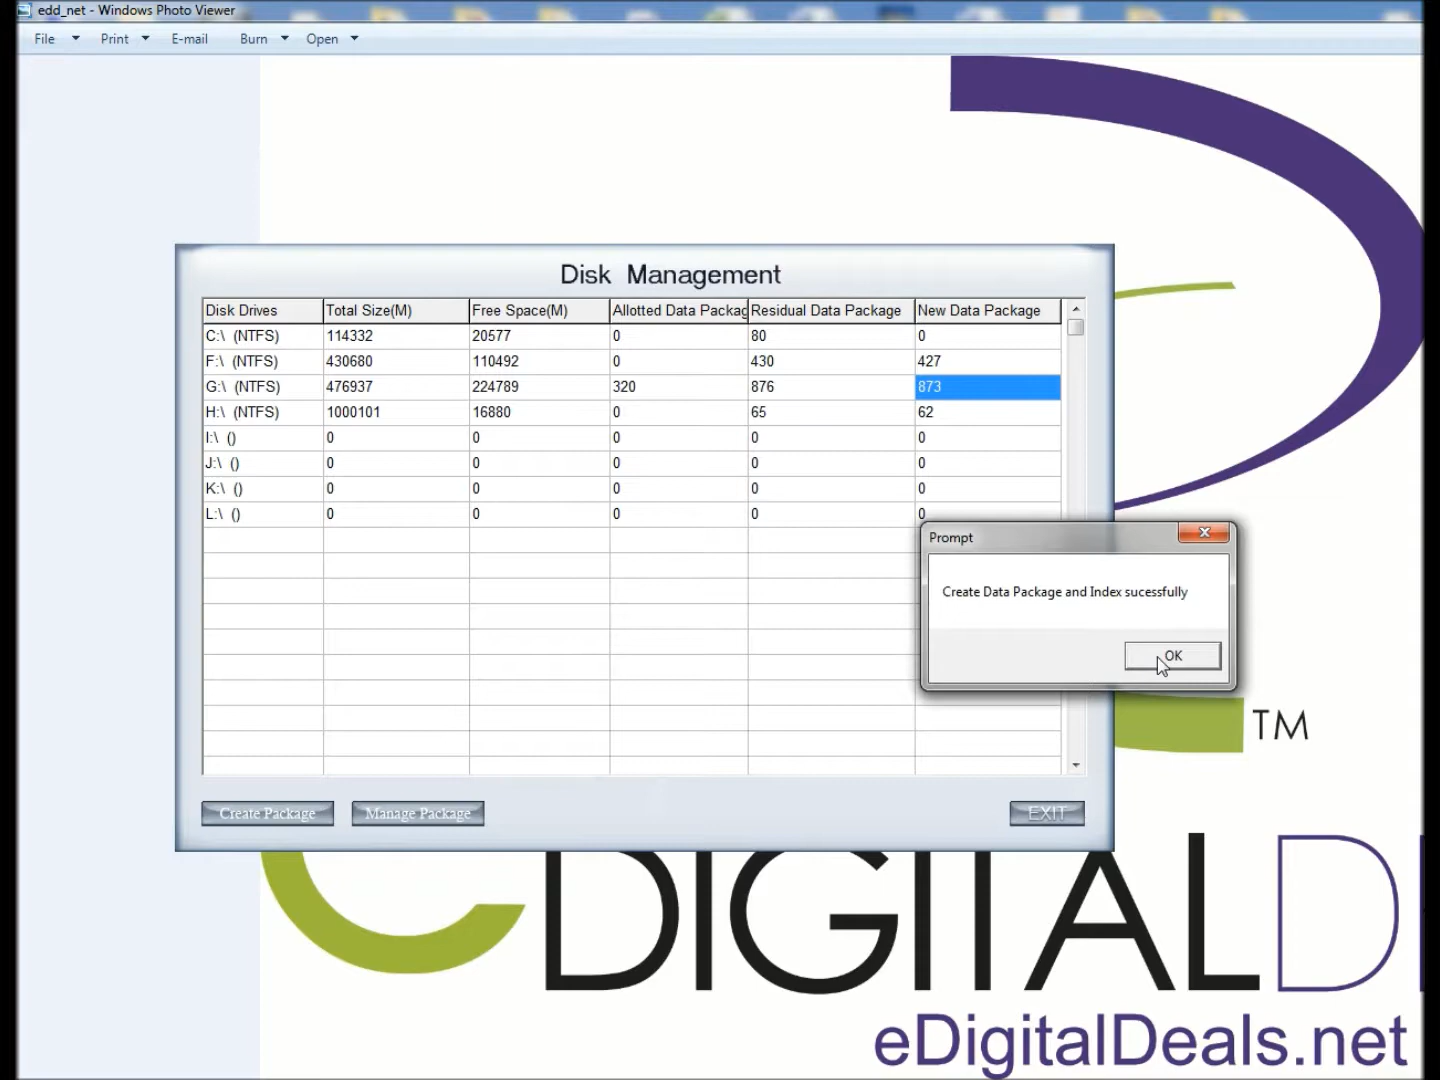 edd_net - Windows Photo Viewer
File Print E-mail Burn Open
Disk Management
Disk Drives Total Size(M) Free Space(M) Allotted Data Packag Residual Data Package New Data Package
C:\ (NTFS) 114332 20577 0 80 0
F:\ (NTFS) 430680 110492 0 430 427
G:\ (NTFS) 476937 224789 320 876 873
H:\ (NTFS) 1000101 16880 0 65 62
I:\ () 0 0 0 0 0
J:\ () 0 0 0 0 0
K:\ () 0 0 0 0 0
L:\ () 0 0 0 0 0
Prompt
Create Data Package and Index sucessfully
OK
TM
Create Package Manage Package EXIT
eDIGITALD
eDigitalDeals.net